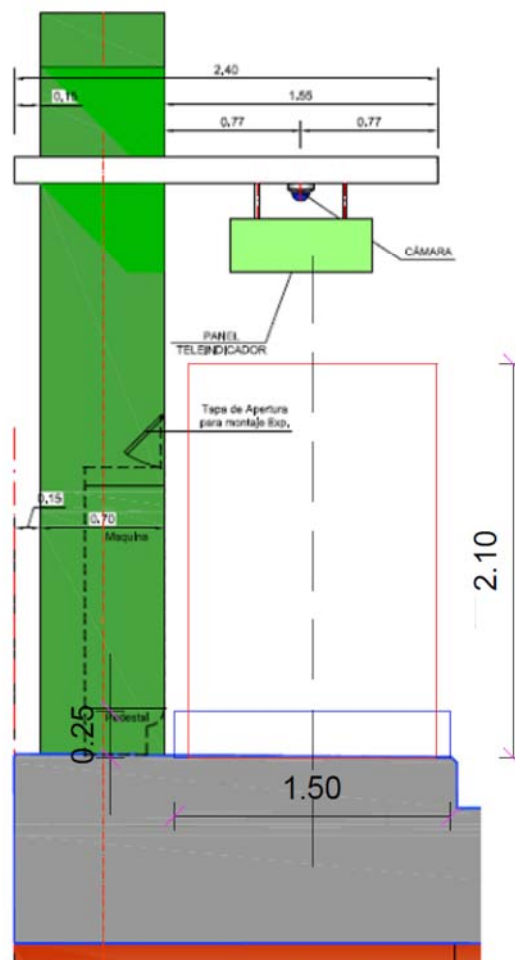 2.40
0.15
1.55
0.77
0.77
CÂMARA
PANEL
TELEINDICADOR
Tapa de Apertura
para montaje Exp.
0.15
0.70
Maquina
2.10
Pedestal
0.25
1.50